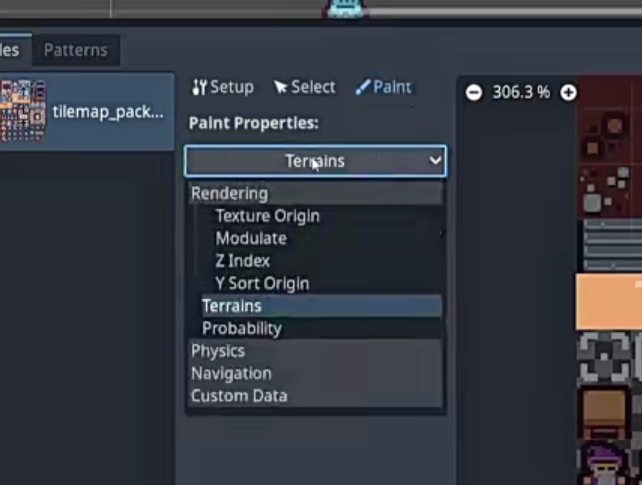 Patterns
tilemap_pack...
Setup Select Paint
Paint Properties:
Terrains
Rendering
Texture Origin
Modulate
Z Index
Y Sort Origin
Terrains
Probability
Physics
Navigation
Custom Data
306.3 %